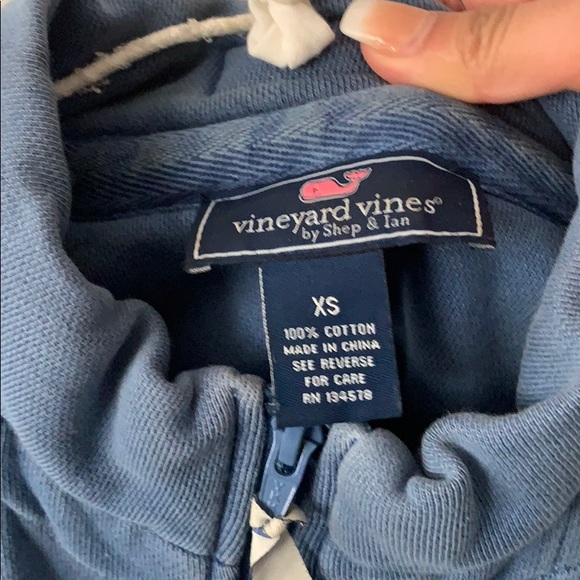 vineyard vines®
by Shep & Ian
XS
100% COTTON
MADE IN CHINA
SEE REVERSE
FOR CARE
RN 134578